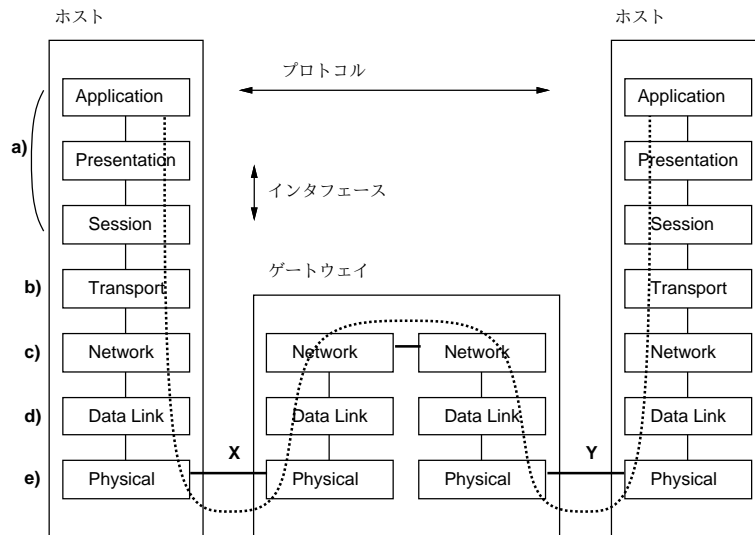 ホスト
ホスト
プロトコル
Application
Application
a)
Presentation
Presentation
インタフェース
Session
Session
ゲートウェイ
b)
Transport
Transport
c)
Network
Network
Network
Network
d)
Data Link
Data Link
Data Link
Data Link
X
Y
e)
Physical
Physical
Physical
Physical